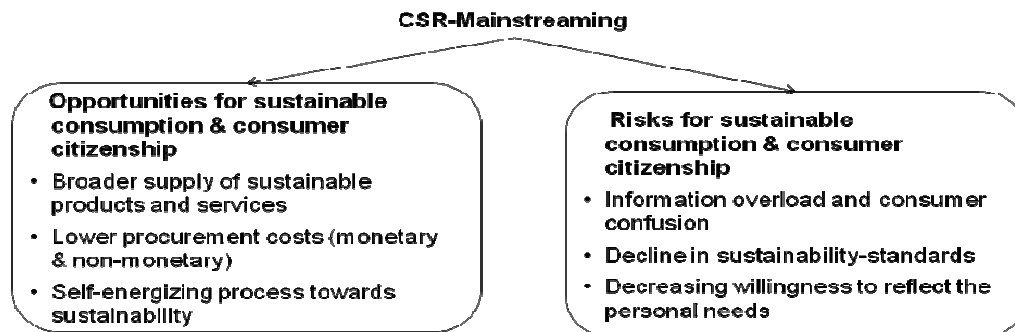 CSR-Mainstreaming
Opportunities for sustainable
consumption & consumer
citizenship
• Broader supply of sustainable
products and services
• Lower procurement costs (monetary
& non-monetary)
• Self-energizing process towards
sustainability
Risks for sustainable
consumption & consumer
citizenship
• Information overload and consumer
confusion
• Decline in sustainability-standards
• Decreasing willingness to reflect the
personal needs